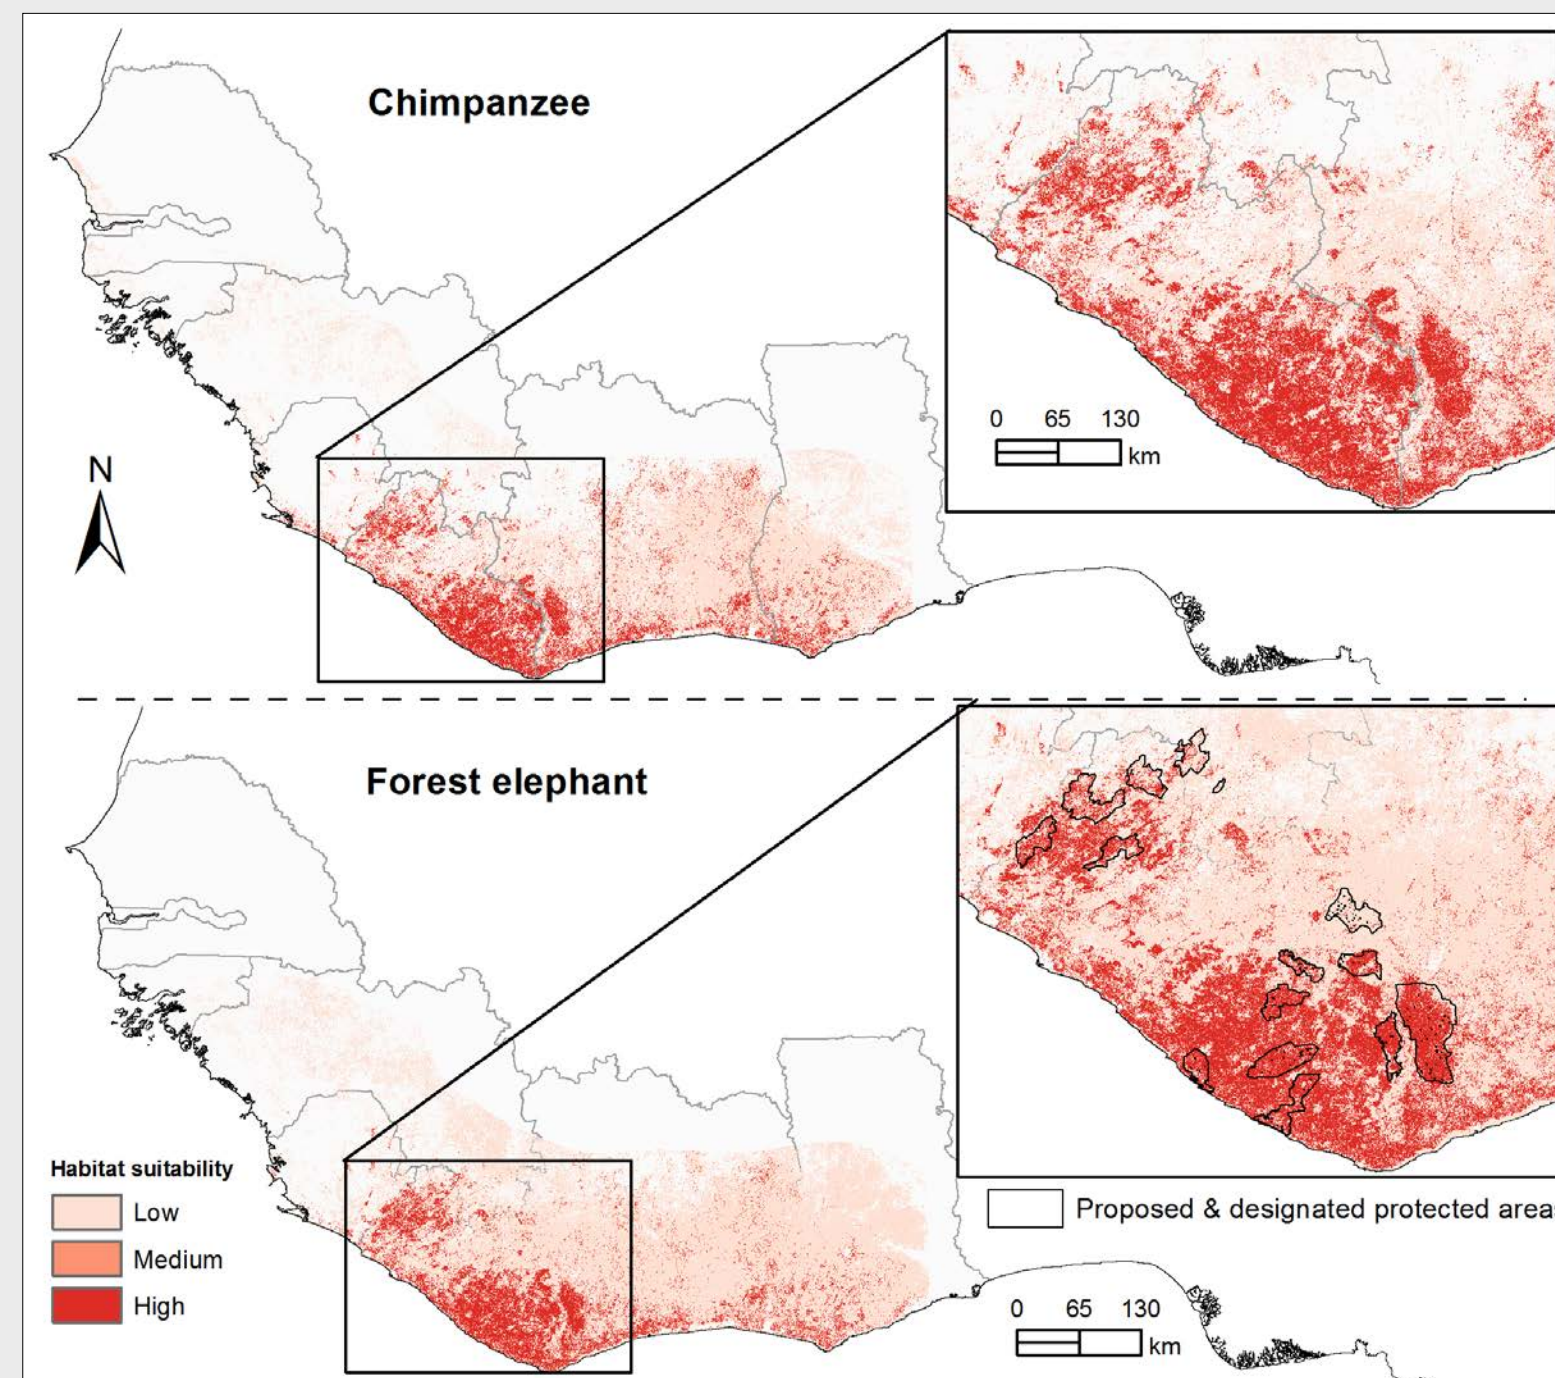 Chimpanzee
N
0 65 130
km
Forest elephant
Habitat suitability
Low
Medium
High
Proposed & designated protected areas
0 65 130
km